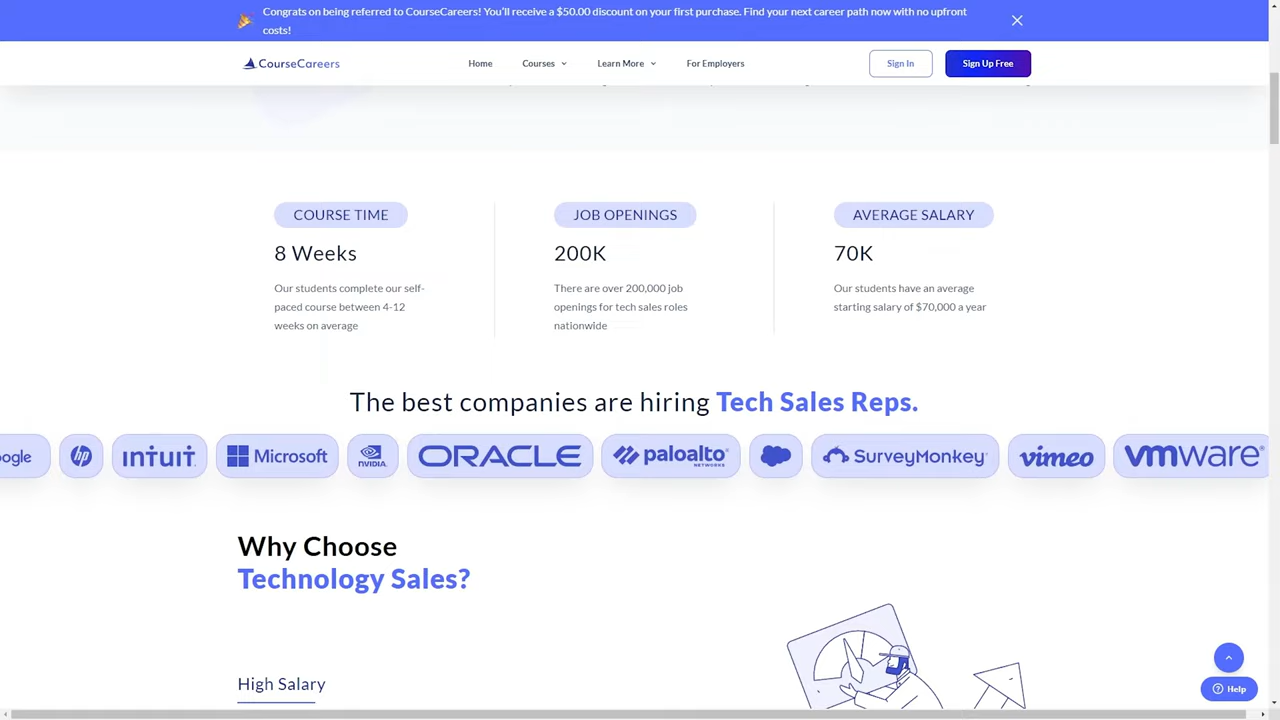 Congrats on being referred to CourseCareers! You'll receive a $50.00 discount on your first purchase. Find your next career path now with no upfront
costs!
CourseCareers
Home
Courses
Learn More
For Employers
Sign In
Sign Up Free
COURSE TIME
8 Weeks
Our students complete our self-
paced course between 4-12
weeks on average
JOB OPENINGS
200K
There are over 200,000 job
openings for tech sales roles
nationwide
AVERAGE SALARY
70K
Our students have an average
starting salary of $70,000 a year
The best companies are hiring Tech Sales Reps.
ogle hp intuit Microsoft NVIDIA ORACLE paloalto NETWORKS SurveyMonkey vimeo vmware
Why Choose
Technology Sales?
High Salary
Help